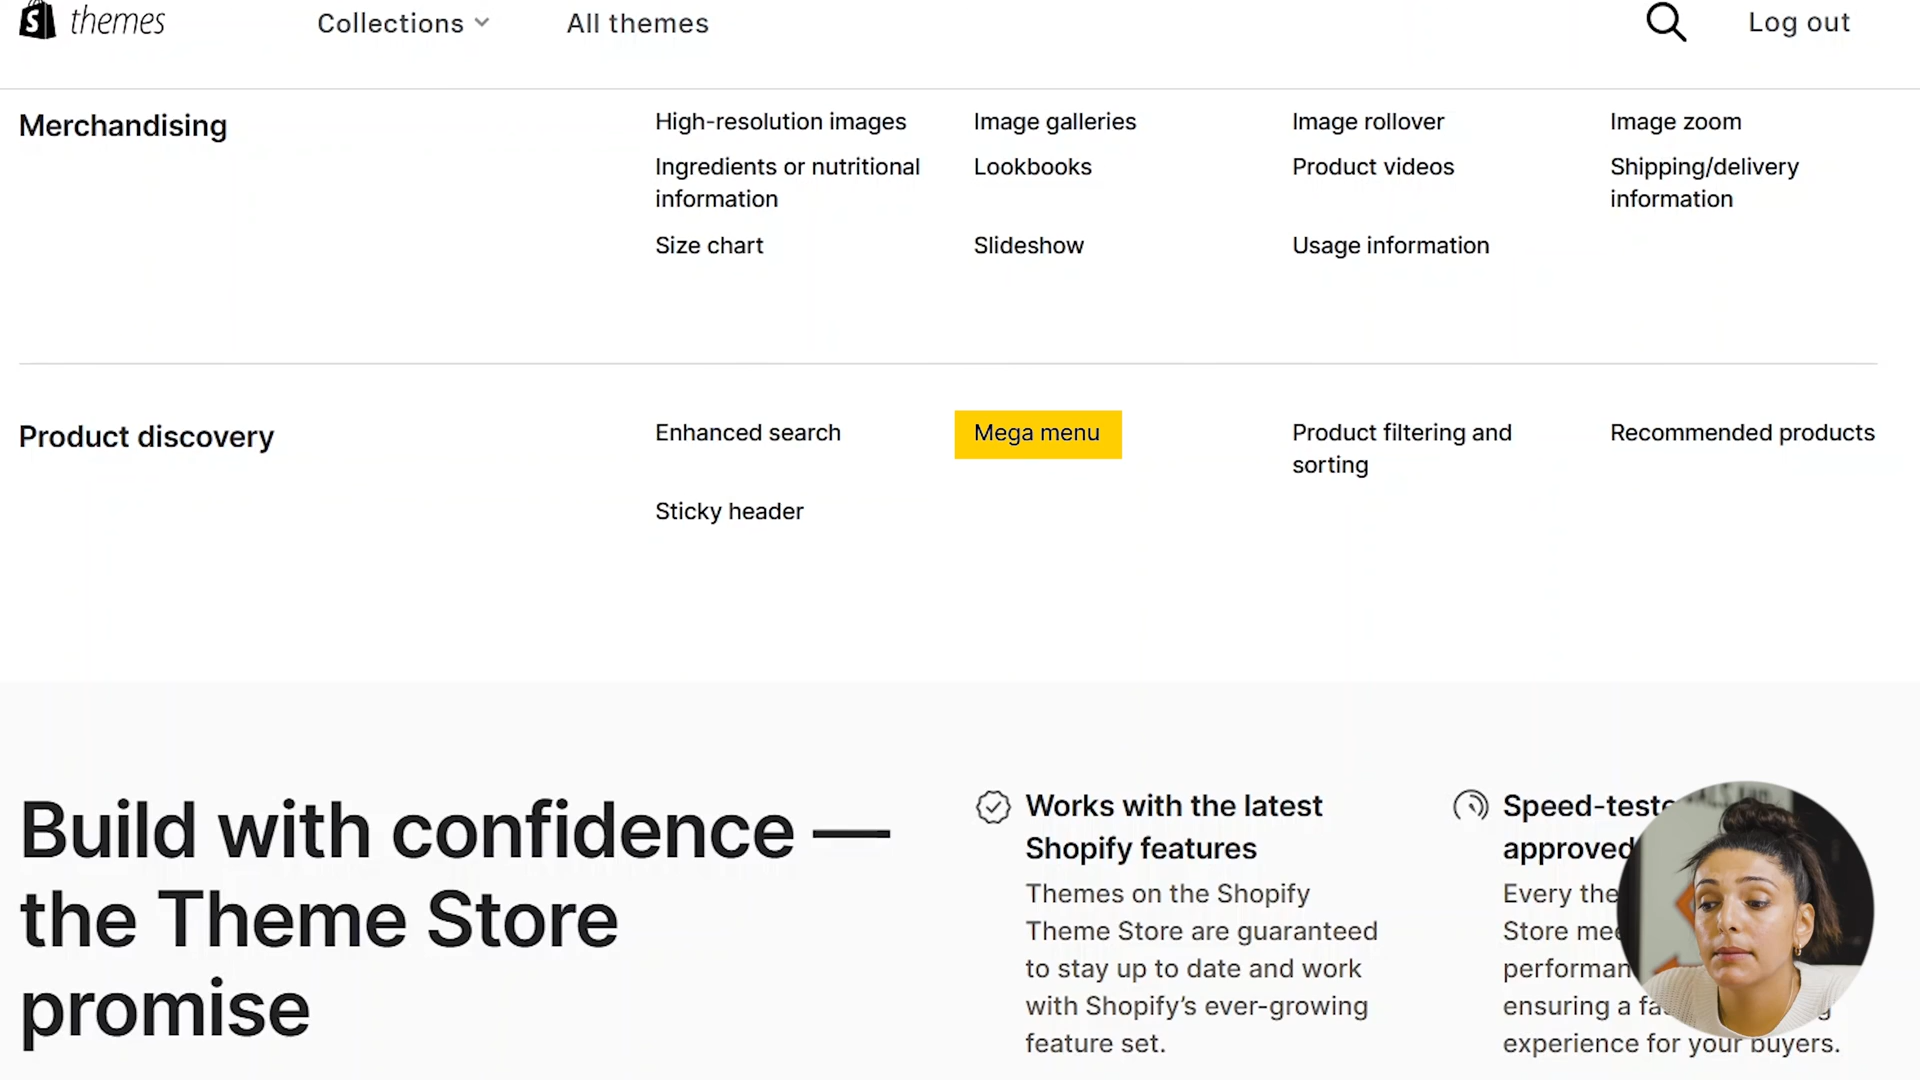 themes
Collections
All themes
Log out
Merchandising
High-resolution images
Image galleries
Image rollover
Image zoom
Ingredients or nutritional
information
Lookbooks
Product videos
Shipping/delivery
information
Size chart
Slideshow
Usage information
Product discovery
Enhanced search
Mega menu
Product filtering and
sorting
Recommended products
Sticky header
Build with confidence —
the Theme Store
promise
Works with the latest
Shopify features
Themes on the Shopify
Theme Store are guaranteed
to stay up to date and work
with Shopify’s ever-growing
feature set.
approved
Every
Store
ensuring a
experience for your buyers.